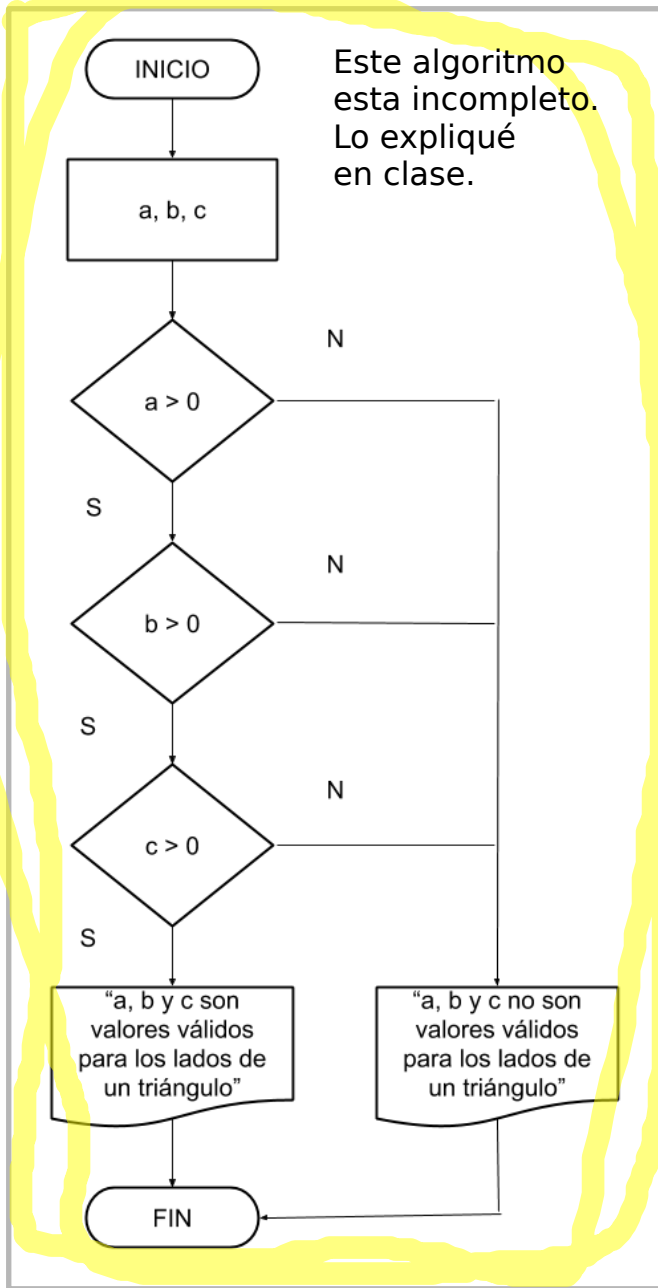 INICIO
Este algoritmo
esta incompleto.
Lo expliqué
en clase.
a, b, c
N
a > 0
S
N
b > 0
S
N
c > 0
S
“a, b y c son
valores válidos
para los lados de
un triángulo”
“a, b y c no son
valores válidos
para los lados de
un triángulo”
FIN